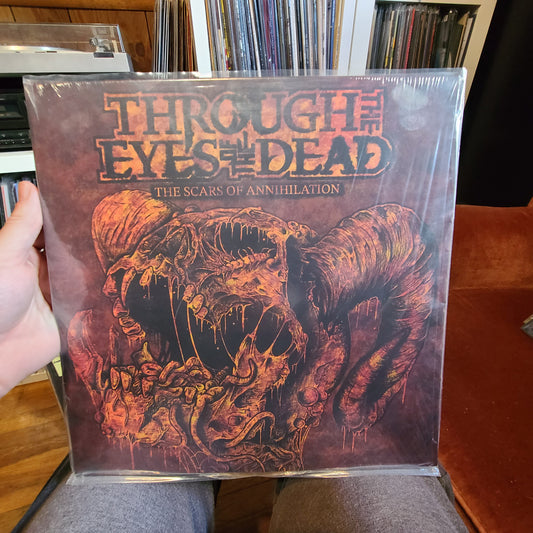 THROUGH THE
EYES OF THE DEAD
THE SCARS OF ANNIHILATION